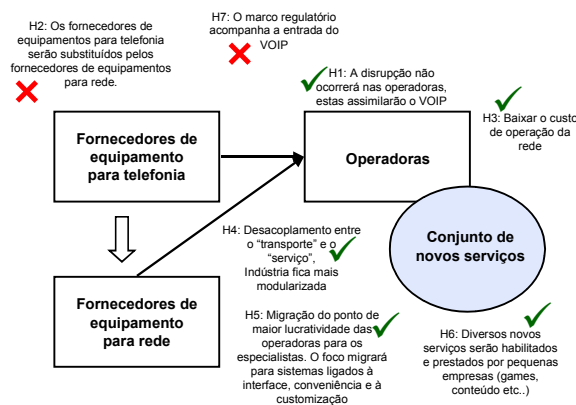 H2: Os fornecedores de
equipamentos para telefonia
serão substituídos pelos
fornecedores de equipamentos
para rede.
H7: O marco regulatório
acompanha a entrada do
VOIP
H1: A disrupção não
ocorrerá nas operadoras,
estas assimilarão o VOIP
H3: Baixar o custo
de operação da
rede
Fornecedores de
equipamento
para telefonia
Operadoras
H4: Desacoplamento entre
o “transporte” e o
“serviço”,
Indústria fica mais
modularizada
Conjunto de
novos serviços
Fornecedores de
equipamento
para rede
H5: Migração do ponto de
maior lucratividade das
operadoras para os
especialistas. O foco migrará
para sistemas ligados à
interface, conveniência e à
customização
H6: Diversos novos
serviços serão habilitados
e prestados por pequenas
empresas (games,
conteúdo etc..)